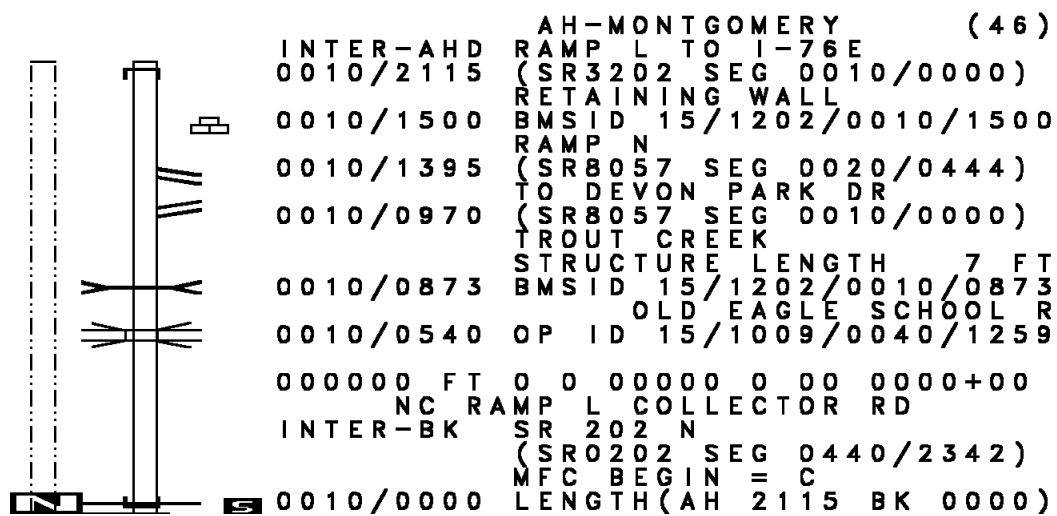 AH-MONTGOMERY (46)
INTER-AHD RAMP L TO I-76E
0010/2115 (SR3202 SEG 0010/0000)
RETAINING WALL
0010/1500 BMSID 15/1202/0010/1500
RAMP N
0010/1395 (SR8057 SEG 0020/0444)
TO DEVON PARK DR
0010/0970 (SR8057 SEG 0010/0000)
TROUT CREEK
STRUCTURE LENGTH 7 FT
0010/0873 BMSID 15/1202/0010/0873
OLD EAGLE SCHOOL R
0010/0540 OP ID 15/1009/0040/1259
000000 FT 0 0 00000 0 00 0000+00
NC RAMP L COLLECTOR RD
INTER-BK SR 202 N
(SR0202 SEG 0440/2342)
MFC BEGIN = C
N S 0010/0000 LENGTH(AH 2115 BK 0000)